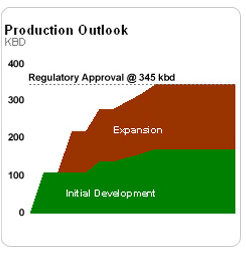 Production Outlook
KBD
400
Regulatory Approval @ 345 kbd
300
Expansion
200
100
Initial Development
0